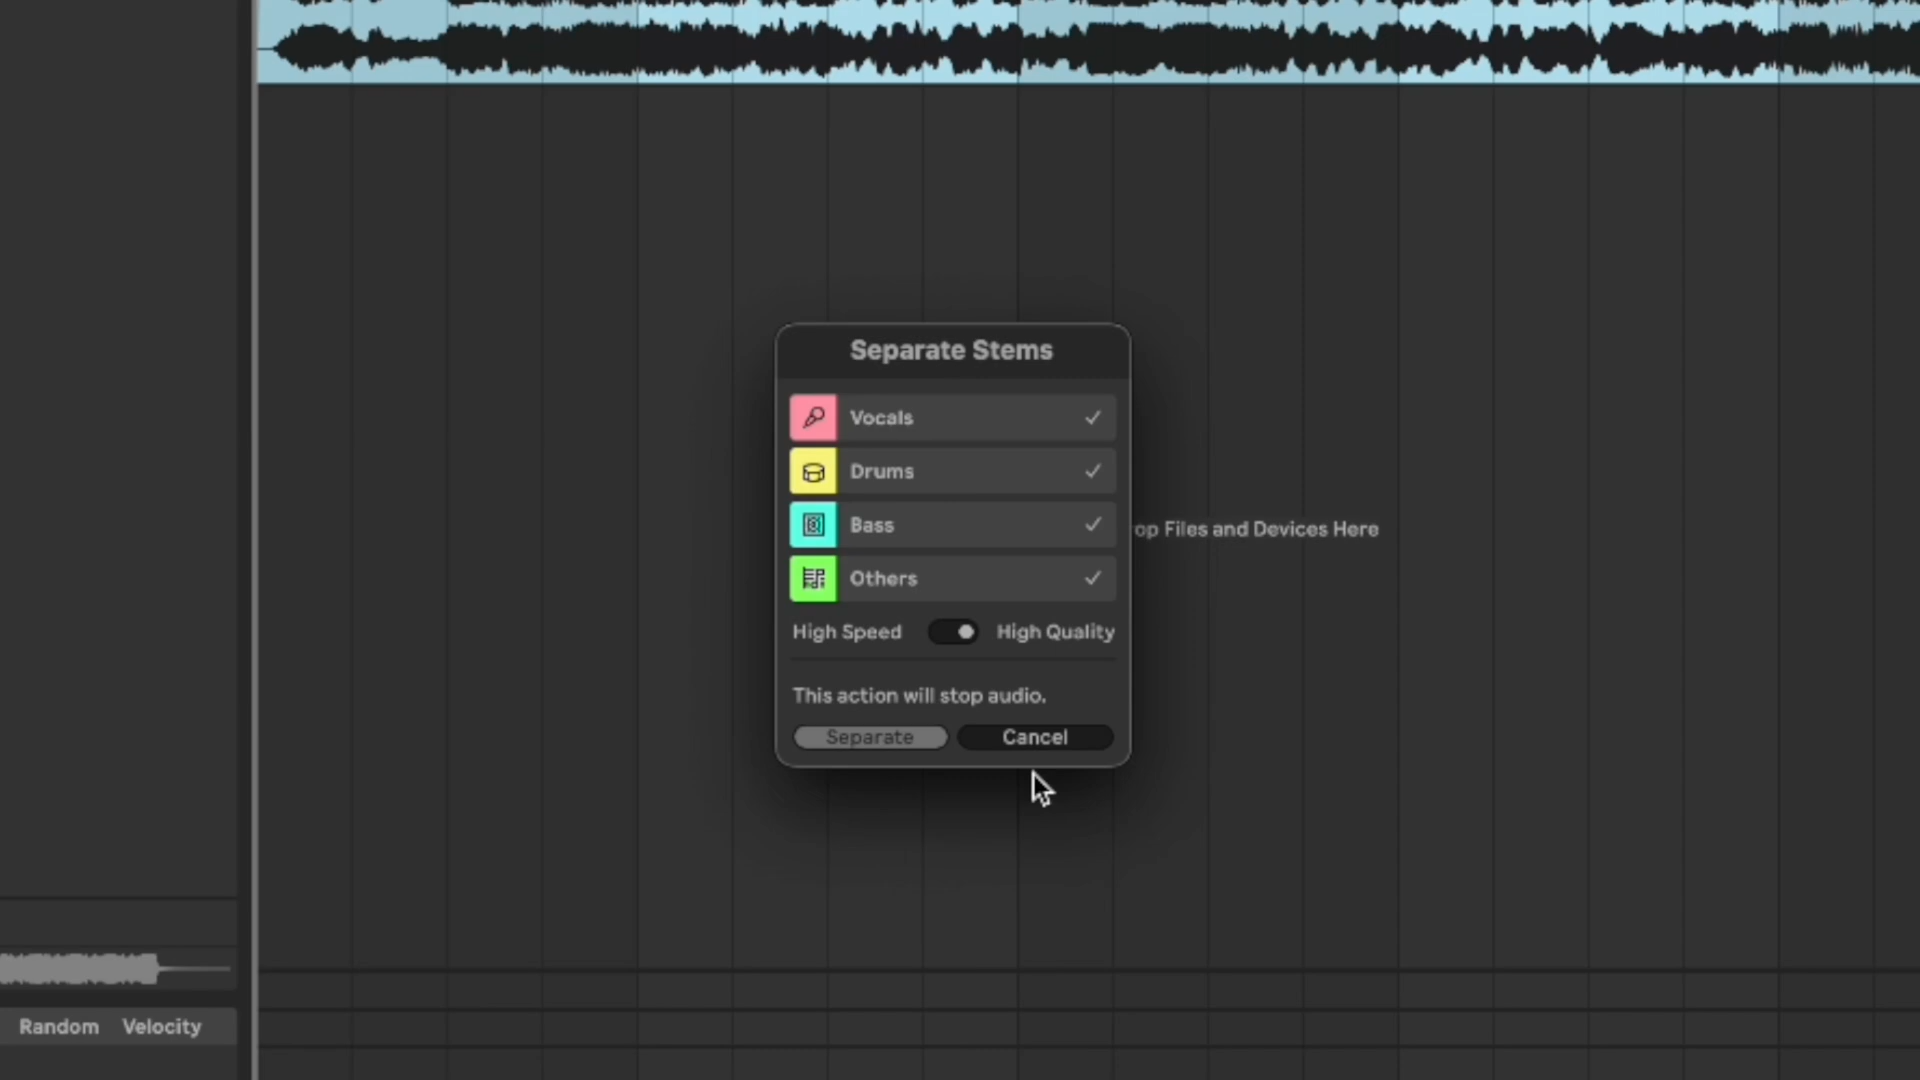 Separate Stems
Vocals
Drums
Bass
op Files and Devices Here
Others
High Speed High Quality
This action will stop audio.
Separate Cancel
Random Velocity